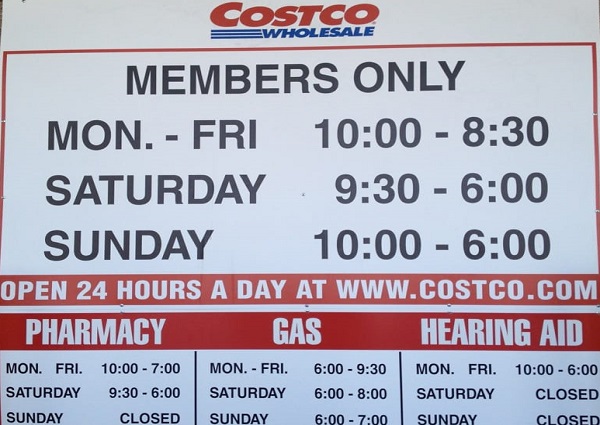 COSTCO
WHOLESALE
MEMBERS ONLY
MON. - FRI 10:00 - 8:30
SATURDAY 9:30 - 6:00
SUNDAY 10:00 - 6:00
OPEN 24 HOURS A DAY AT WWW.COSTCO.COM
PHARMACY
MON. FRI. 10:00 - 7:00
SATURDAY 9:30 - 6:00
SUNDAY CLOSED
GAS
MON. - FRI. 6:00 - 9:30
SATURDAY 6:00 - 8:00
SUNDAY 6:00 - 7:00
HEARING AID
MON. FRI. 10:00 - 6:00
SATURDAY CLOSED
SUNDAY CLOSED